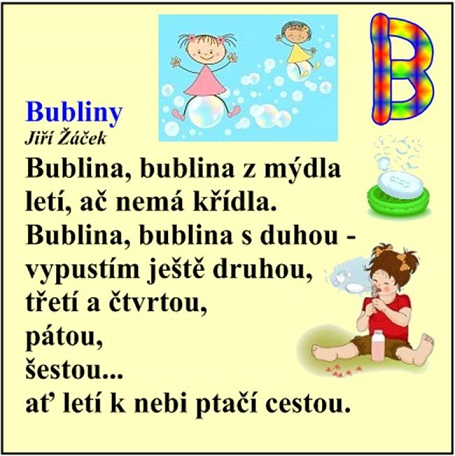 B
Bubliny
Jiří Žáček
Bublina, bublina z mýdla
letí, ač nemá křídla.
Bublina, bublina s duhou -
vypustím ještě druhou,
třetí a čtvrtou,
pátou,
šestou...
ať letí k nebi ptačí cestou.